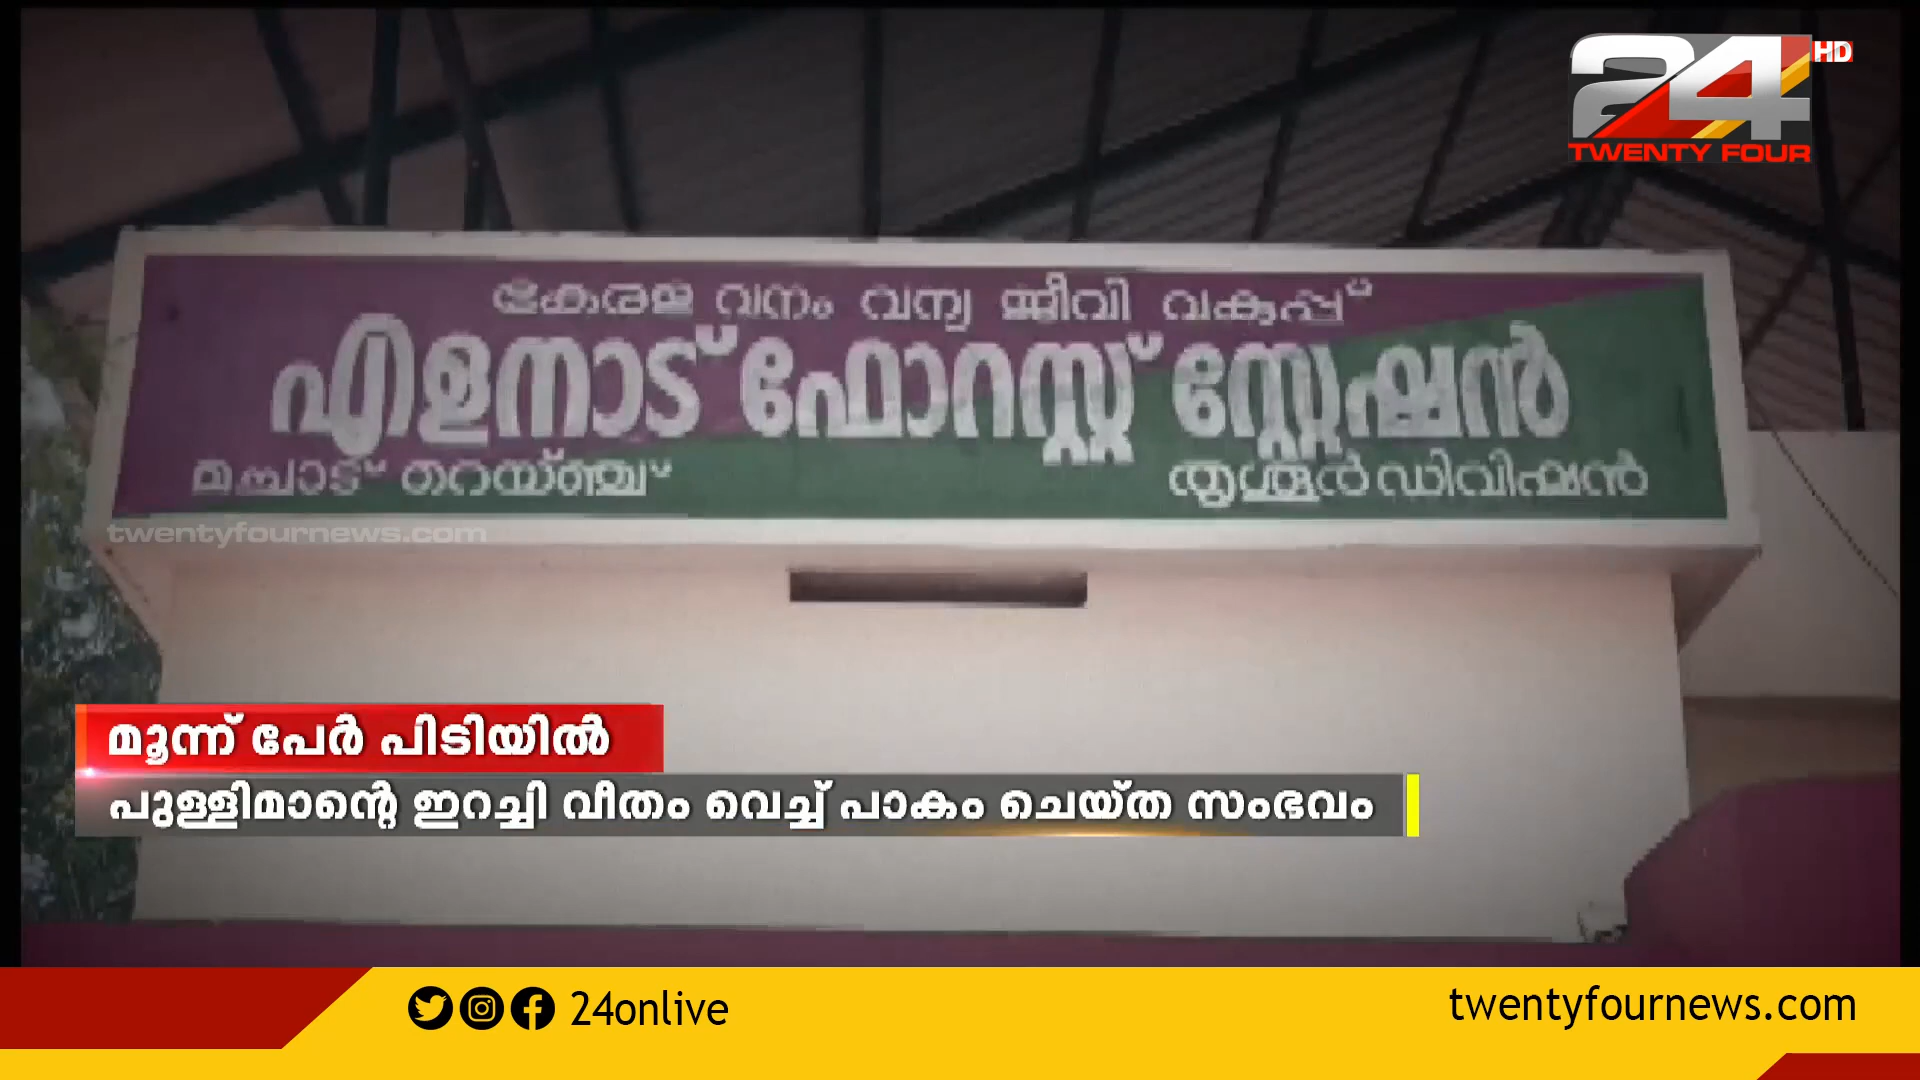 24 HD
TWENTY FOUR
കേരള വനം വന്യ ജീവി വകുപ്പ്
എളനാട് ഫോറസ്റ്റ് സ്റ്റേഷൻ
മച്ചാട് റെയ്ഞ്ച് തൃശ്ശൂർ ഡിവിഷൻ
twentyfournews.com
മൂന്ന് പേർ പിടിയിൽ
പുള്ളിമാന്റെ ഇറച്ചി വീതം വെച്ച് പാകം ചെയ്ത സംഭവം
24onlive
twentyfournews.com